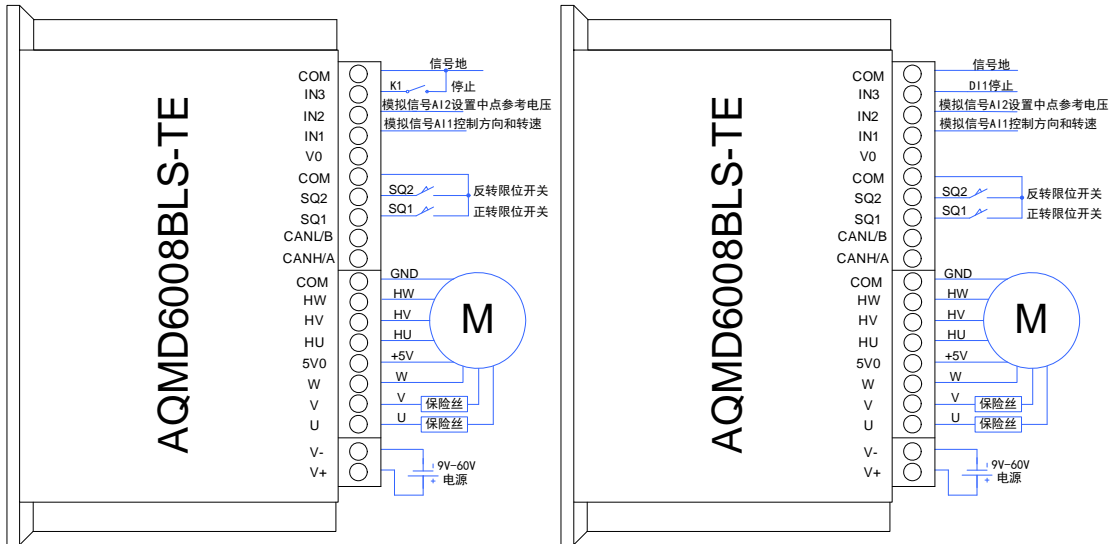 AQMD6008BLS-TE
COM 信号地
IN3 K1 停止
IN2 模拟信号AI2设置中点参考电压
IN1 模拟信号AI1控制方向和转速
V0
COM
SQ2 SQ2 反转限位开关
SQ1 SQ1 正转限位开关
CANL/B
CANH/A
COM GND
HW HW
HV HV
HU HU
M
5V0 +5V
W W
V V 保险丝
U U 保险丝
V- - 9V-60V
V+ + 电源
AQMD6008BLS-TE
COM 信号地
IN3 DI1停止
IN2 模拟信号AI2设置中点参考电压
IN1 模拟信号AI1控制方向和转速
V0
COM
SQ2 SQ2 反转限位开关
SQ1 SQ1 正转限位开关
CANL/B
CANH/A
COM GND
HW HW
HV HV
HU HU
M
5V0 +5V
W W
V V 保险丝
U U 保险丝
V- - 9V-60V
V+ + 电源